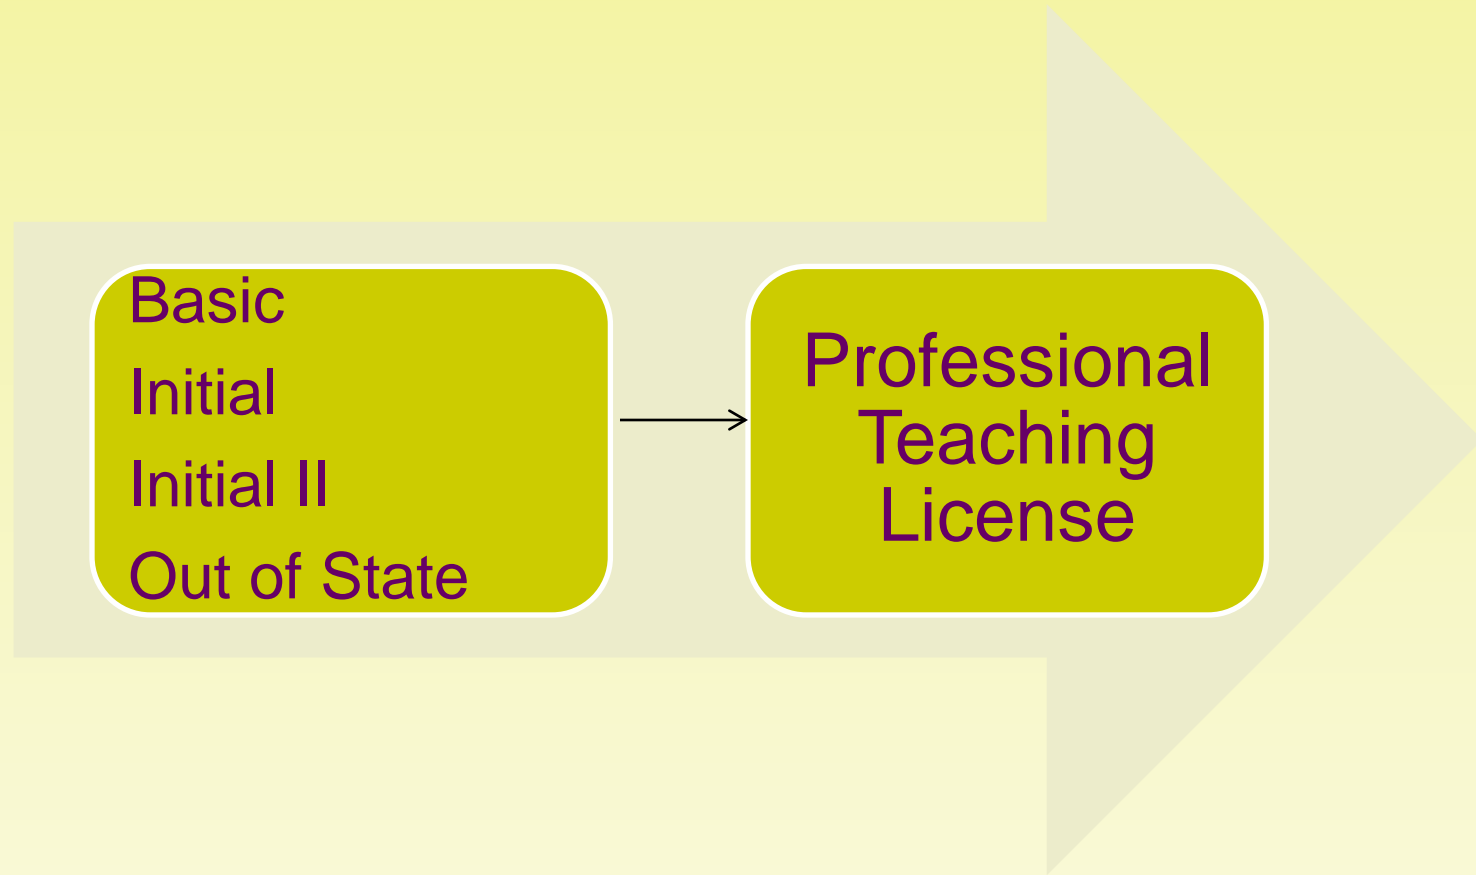 Basic
Initial
Initial II
Out of State
Professional
Teaching
License